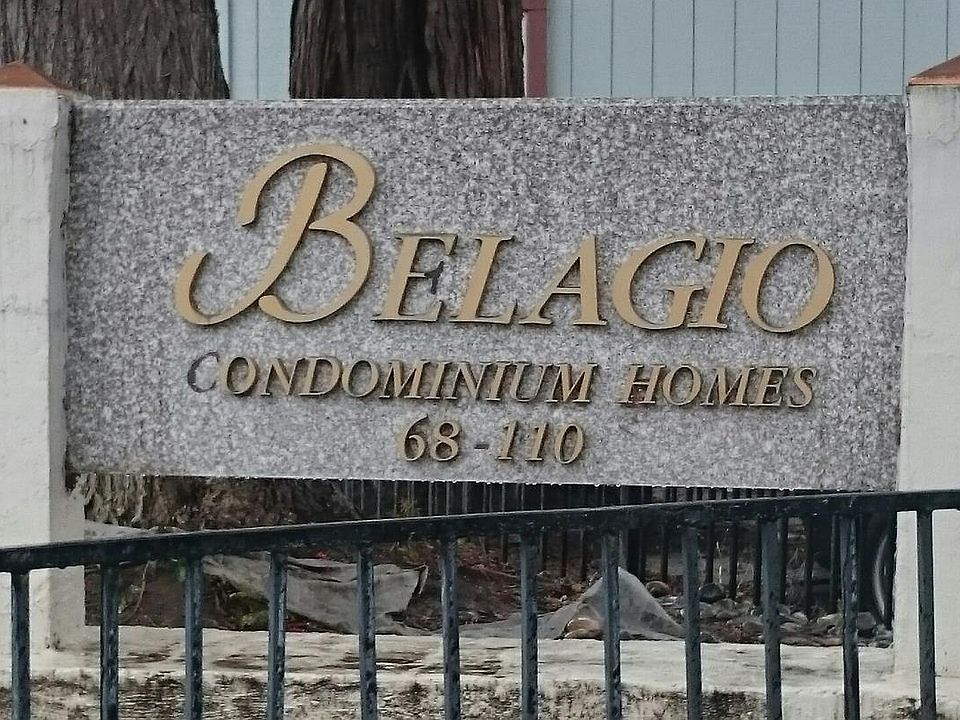 BELAGIO
CONDOMINIUM HOMES
68-110